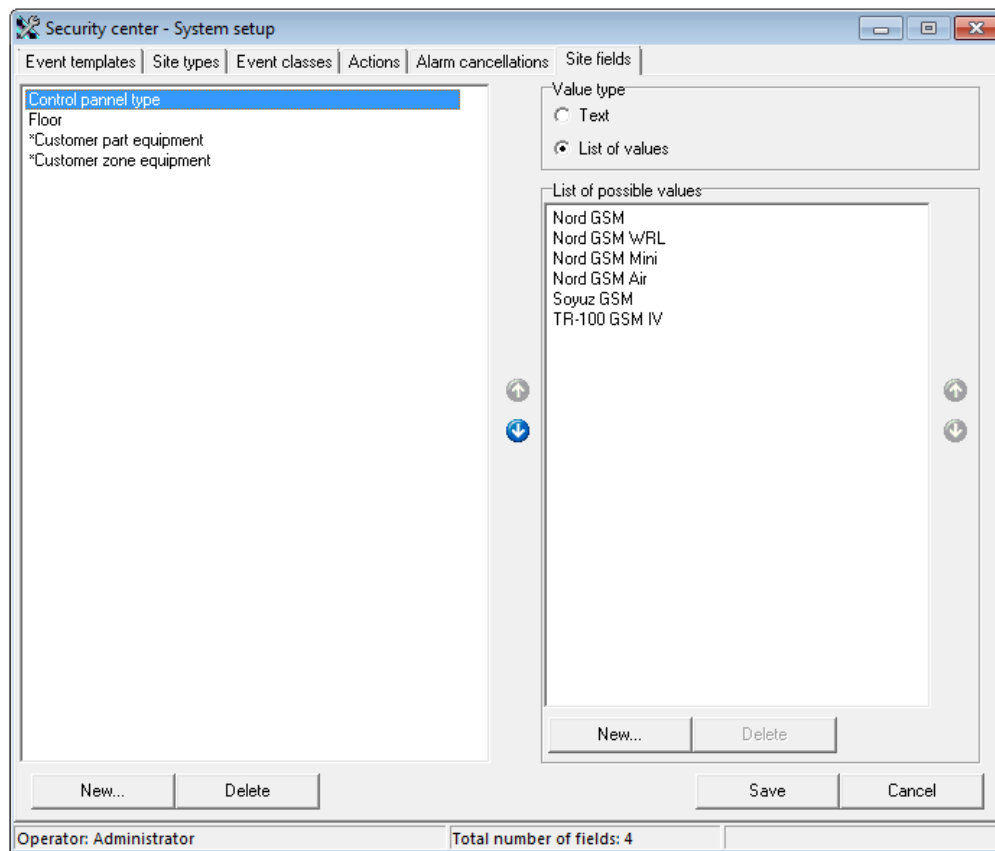 Security center - System setup
Event templates Site types Event classes Actions Alarm cancellations Site fields
Control pannel type
Floor
*Customer part equipment
*Customer zone equipment
Value type
Text
List of values
List of possible values
Nord GSM
Nord GSM WRL
Nord GSM Mini
Nord GSM Air
Soyuz GSM
TR-100 GSM IV
New... Delete
New... Delete
Save Cancel
Operator: Administrator Total number of fields: 4